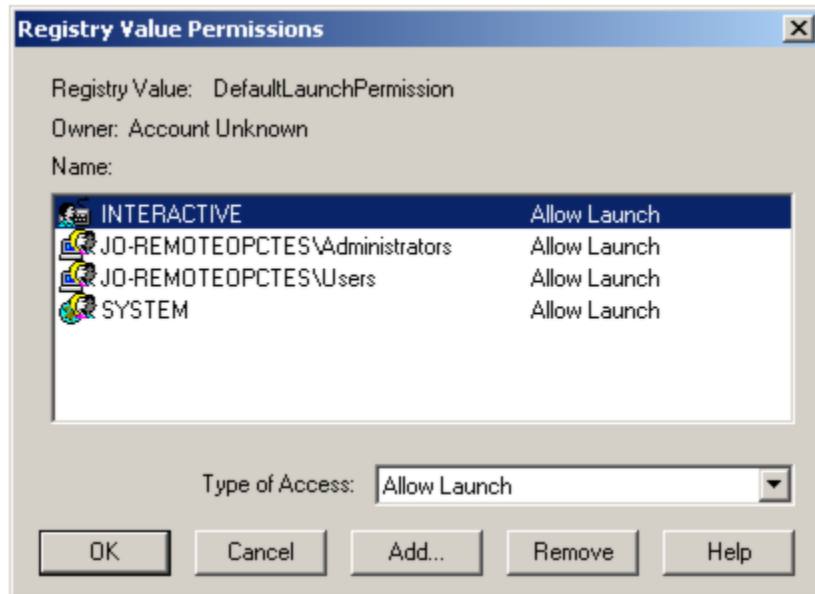 Registry Value Permissions
Registry Value: DefaultLaunchPermission
Owner: Account Unknown
Name:
INTERACTIVE Allow Launch
JO-REMOTEOPCTES\Administrators Allow Launch
JO-REMOTEOPCTES\Users Allow Launch
SYSTEM Allow Launch
Type of Access: Allow Launch
OK Cancel Add... Remove Help